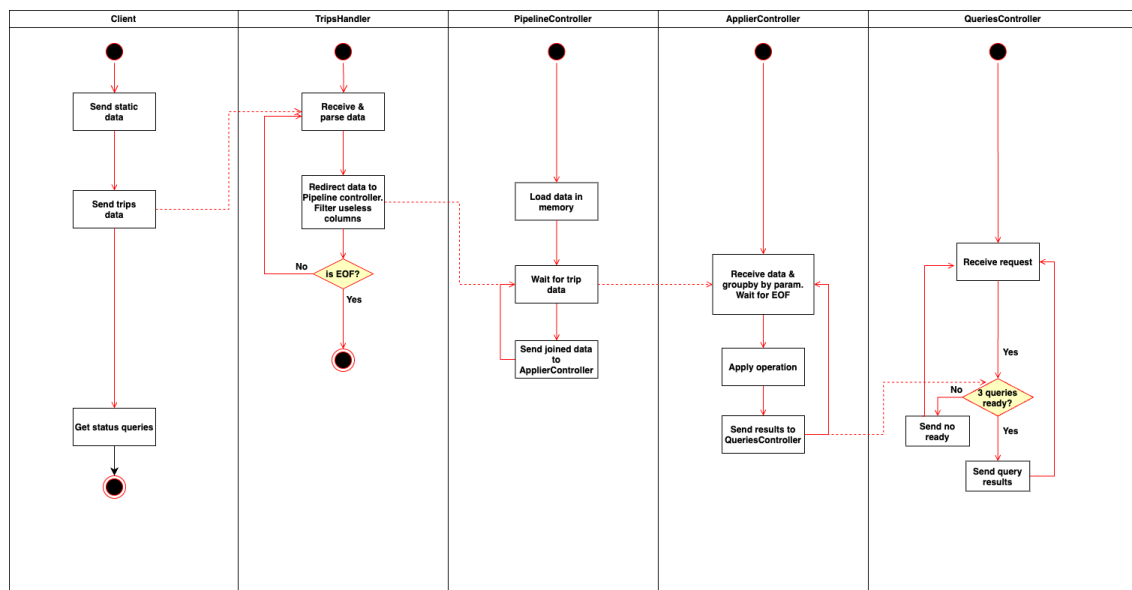 Client
TripsHandler
PipelineController
ApplierController
QueriesController
Send static
data
Send trips
data
Get status queries
Receive &
parse data
Redirect data to
Pipeline controller.
Filter useless
columns
is EOF?
No
Yes
Load data in
memory
Wait for trip
data
Send joined data
to
ApplierController
Receive data &
groupby by param.
Wait for EOF
Apply operation
Send results to
QueriesController
Receive request
Yes
3 queries
ready?
No
Send no
ready
Yes
Send query
results